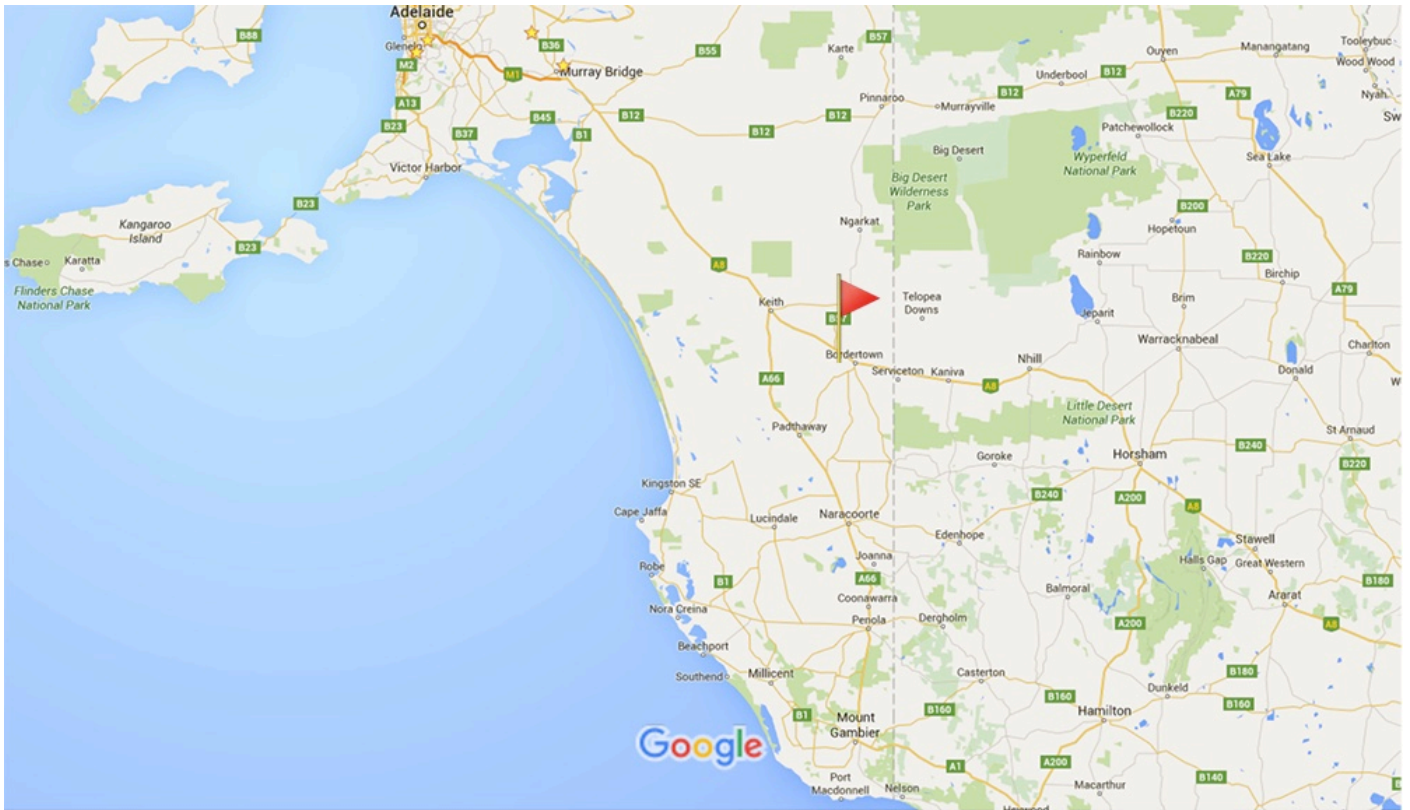 Adelaide
B88
Glenelg
B36
B55
B57
Karte
Ouyen
Manangatang
Tooleybuc
Wood Wood
M2
M1
Murray Bridge
Underbool
B12
Nyah
A13
B23
B37
B45
B1
B12
B12
B12
Pinnaroo
Murrayville
B12
A79
B220
Sw
Patchewollock
Victor Harbor
Big Desert
Wyperfeld
National Park
Sea Lake
Big Desert
Wilderness
Park
B23
Kangaroo
Island
B23
Ngarkat
B200
Hopetoun
s Chase
Karatta
A8
Rainbow
B220
Birchip
Flinders Chase
National Park
Keith
Telopea
Downs
Brim
A79
Jeparit
Bordertown
Warracknabeal
Charlton
A66
Serviceton
Kaniva
A8
Nhill
Donald
W
Little Desert
National Park
Padthaway
St Arnaud
Goroke
Horsham
B240
B220
Kingston SE
B240
A200
A8
Cape Jaffa
Lucindale
Naracoorte
Edenhope
Stawell
Robe
Joanna
Halls Gap
Great Western
B1
A66
Balmoral
B180
Nora Creina
Coonawarra
Ararat
Penola
Dergholm
A200
A8
Beachport
Southend
Millicent
Casterton
B180
Dunkeld
B160
B160
B1
B160
Hamilton
Google
Mount
Gambier
A1
A200
B140
Port
Macdonnell
Nelson
Macarthur